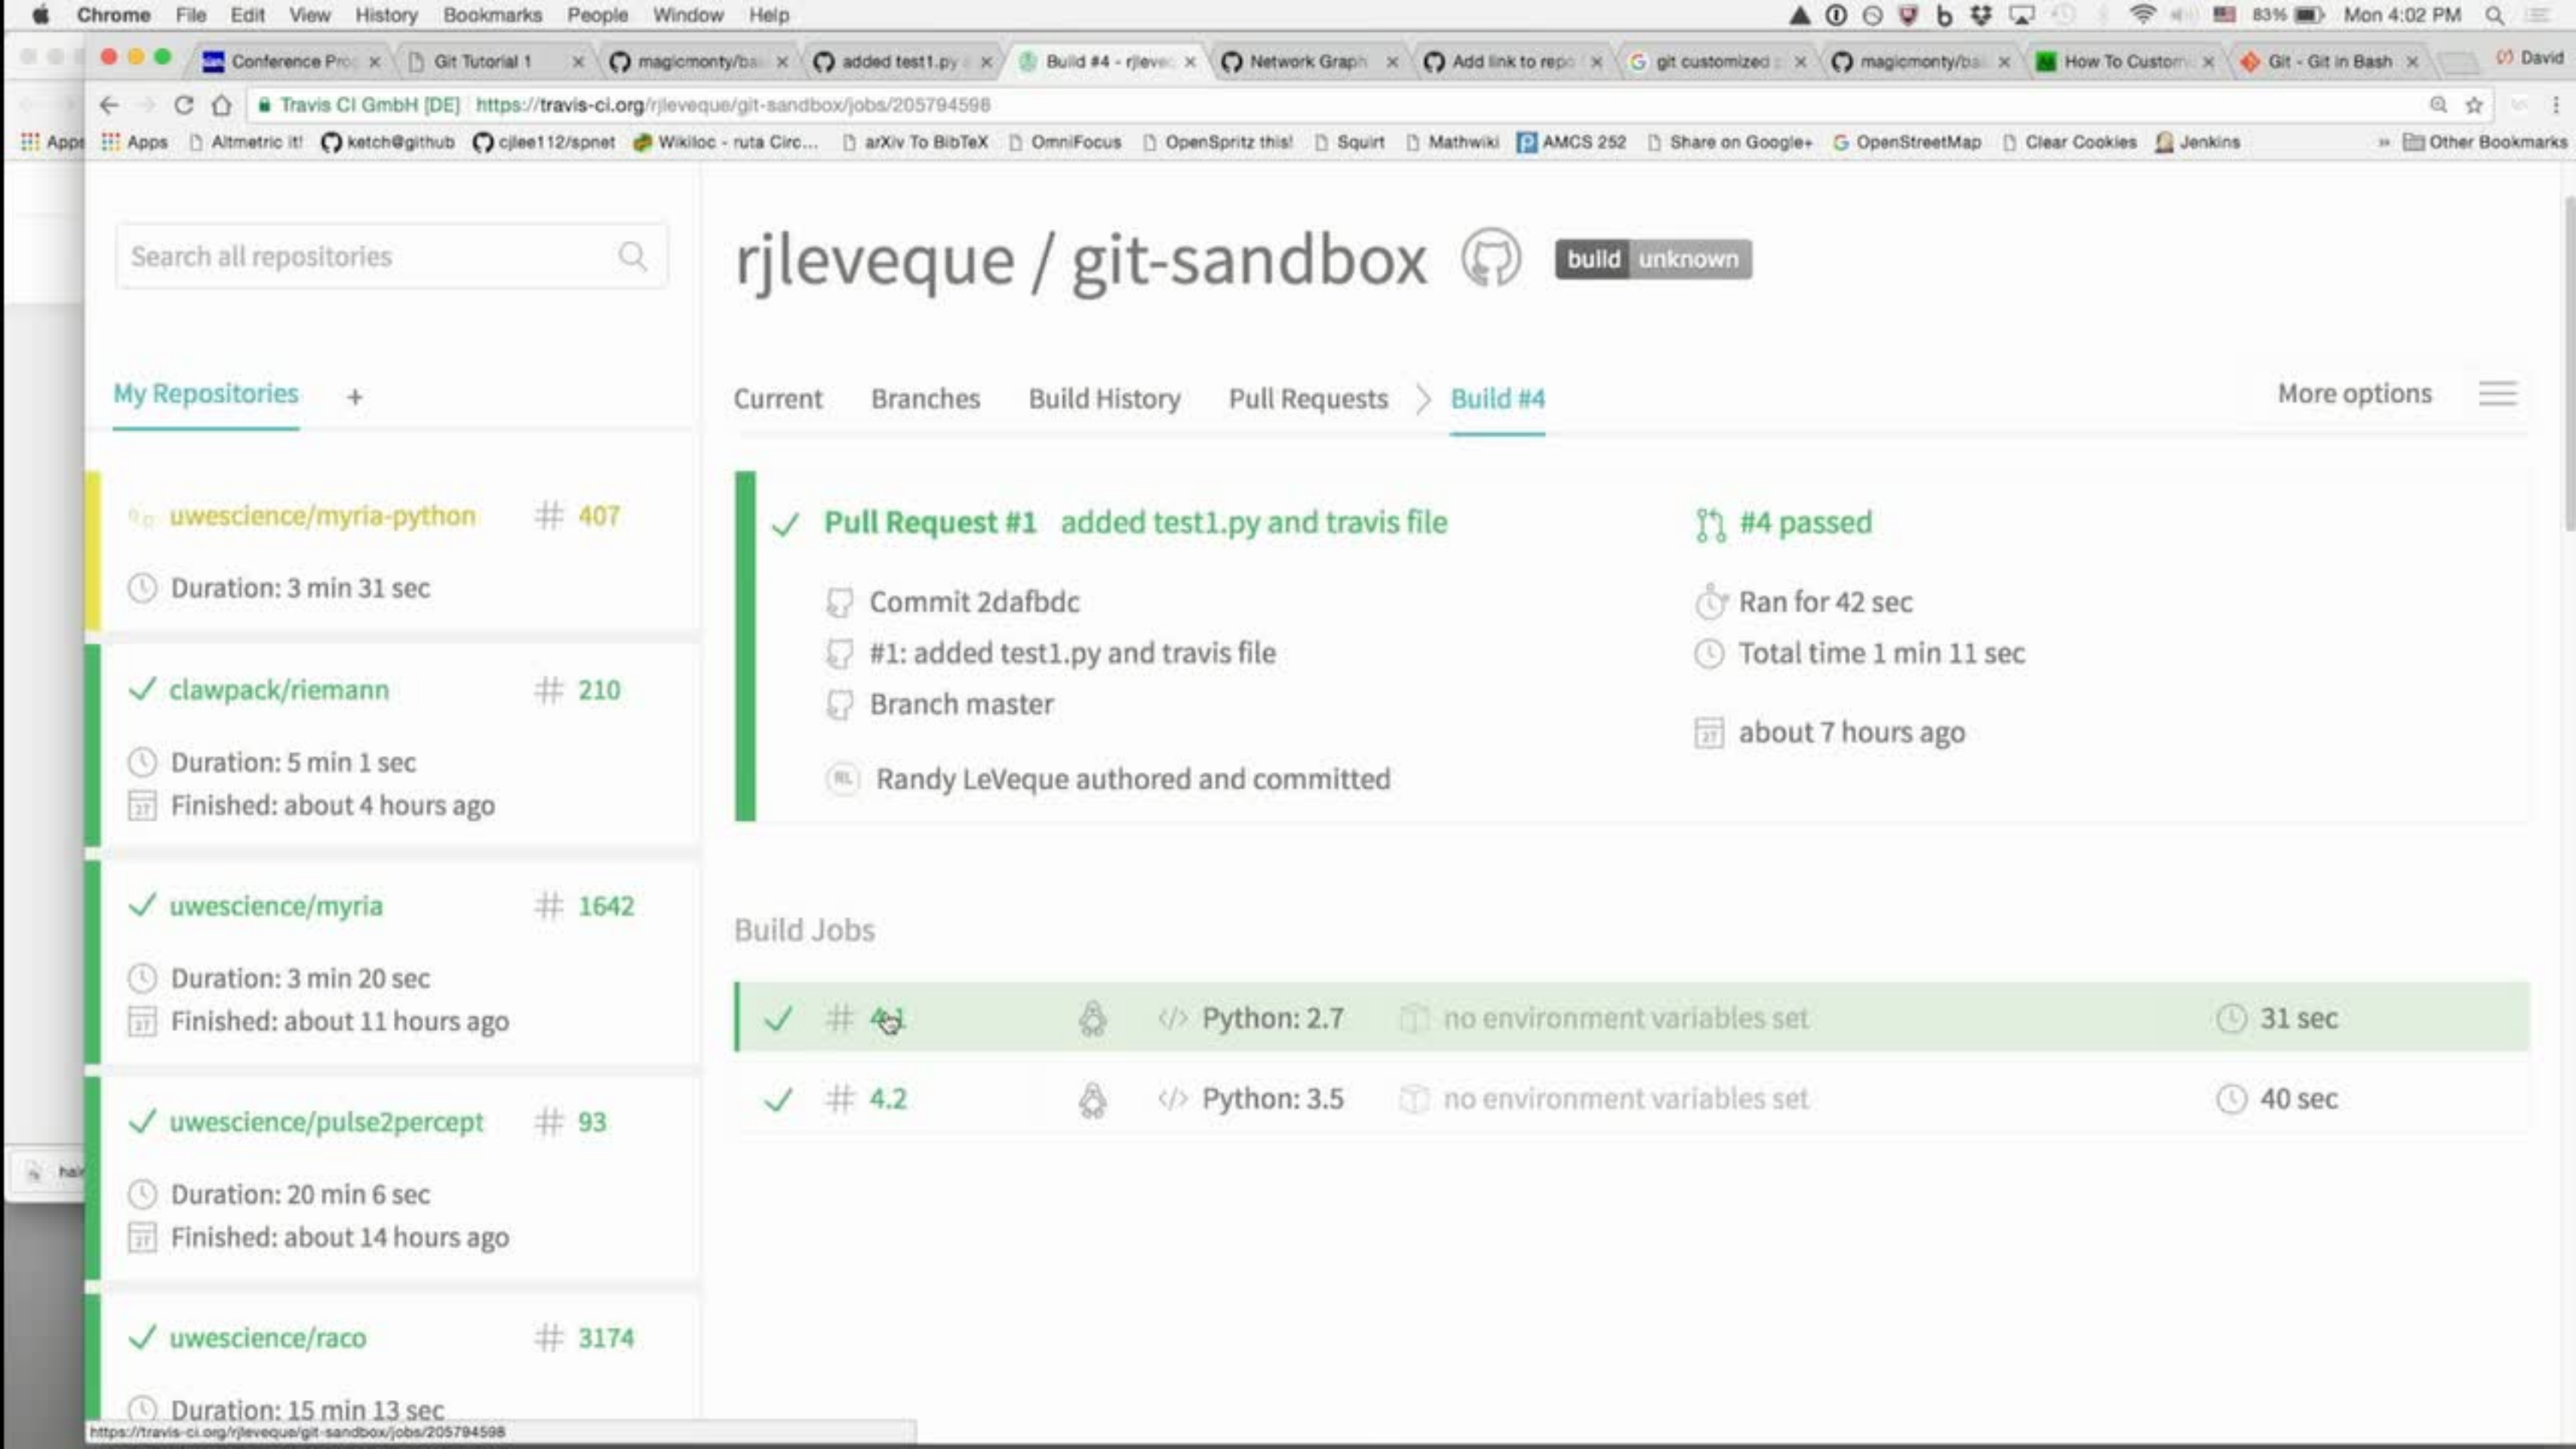 Chrome File Edit View History Bookmarks People Window Help 83% Mon 4:02 PM
Conference Pro Git Tutorial 1 magicmonty/ba added test1.py Build #4 - rjleve Network Graph Add link to repo git customized magicmonty/ba How To Custom Git - Git in Bash David
Travis CI GmbH [DE] https://travis-ci.org/rjleveque/git-sandbox/jobs/205794598
Apps Apps Altmetric it! ketch@github cjlee112/spnet Wikiloc - ruta Circ... arXiv To BibTeX OmniFocus OpenSpritz this! Squirt Mathwiki AMCS 252 Share on Google+ OpenStreetMap Clear Cookies Jenkins » Other Bookmarks
Search all repositories
rjleveque / git-sandbox build unknown
My Repositories +
Current Branches Build History Pull Requests Build #4 More options
uwescience/myria-python # 407
Duration: 3 min 31 sec
clawpack/riemann # 210
Duration: 5 min 1 sec
Finished: about 4 hours ago
uwescience/myria # 1642
Duration: 3 min 20 sec
Finished: about 11 hours ago
uwescience/pulse2percept # 93
Duration: 20 min 6 sec
Finished: about 14 hours ago
uwescience/raco # 3174
Duration: 15 min 13 sec
Pull Request #1 added test1.py and travis file #4 passed
Commit 2dafbdc Ran for 42 sec
#1: added test1.py and travis file Total time 1 min 11 sec
Branch master
about 7 hours ago
RL Randy LeVeque authored and committed
Build Jobs
# 4.1 </> Python: 2.7 no environment variables set 31 sec
# 4.2 </> Python: 3.5 no environment variables set 40 sec
https://travis-ci.org/rjleveque/git-sandbox/jobs/205794598